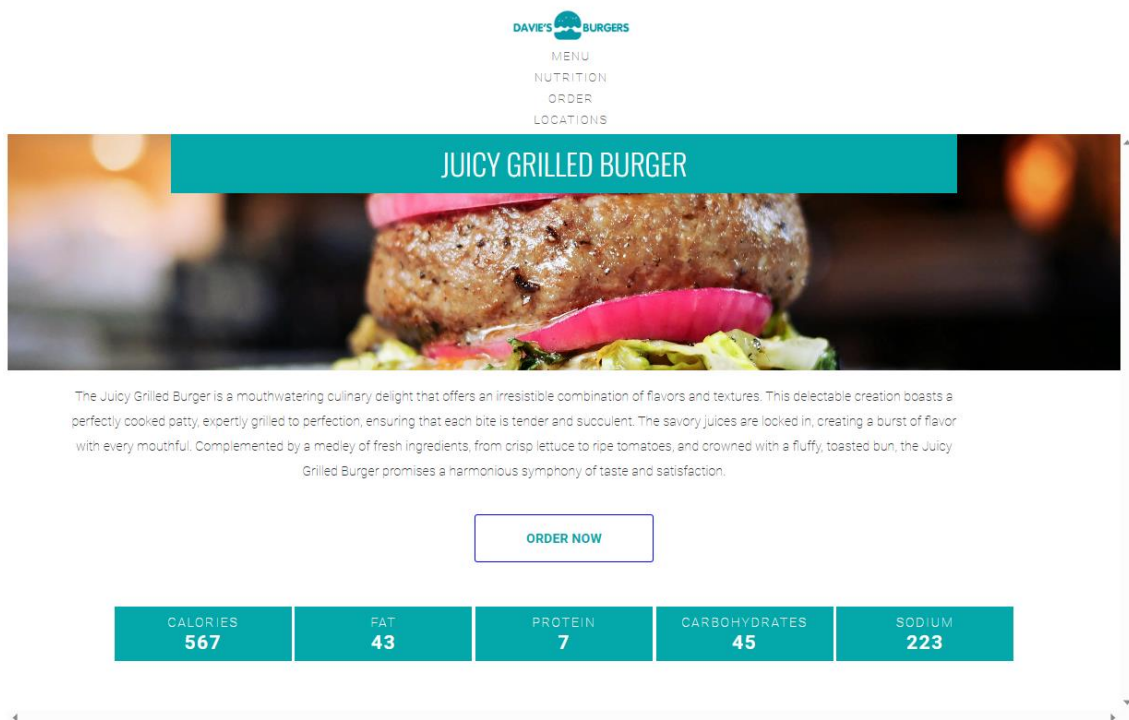 DAVIE'S BURGERS
MENU
NUTRITION
ORDER
LOCATIONS
JUICY GRILLED BURGER
The Juicy Grilled Burger is a mouthwatering culinary delight that offers an irresistible combination of flavors and textures. This delectable creation boasts a
perfectly cooked patty, expertly grilled to perfection, ensuring that each bite is tender and succulent. The savory juices are locked in, creating a burst of flavor
with every mouthful. Complemented by a medley of fresh ingredients, from crisp lettuce to ripe tomatoes, and crowned with a fluffy, toasted bun, the Juicy
Grilled Burger promises a harmonious symphony of taste and satisfaction.
ORDER NOW
CALORIES FAT PROTEIN CARBOHYDRATES SODIUM
567 43 7 45 223